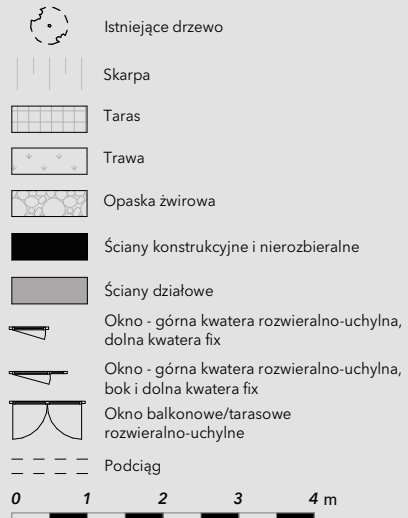 Istniejące drzewo
Skarpa
Taras
Trawa
Opaska żwirowa
Ściany konstrukcyjne i nierozbieralne
Ściany działowe
Okno - górna kwatera rozwieralno-uchylna,
dolna kwatera fix
Okno - górna kwatera rozwieralno-uchylna,
bok i dolna kwatera fix
Okno balkonowe/tarasowe
rozwieralno-uchylne
Podciąg
0 1 2 3 4 m